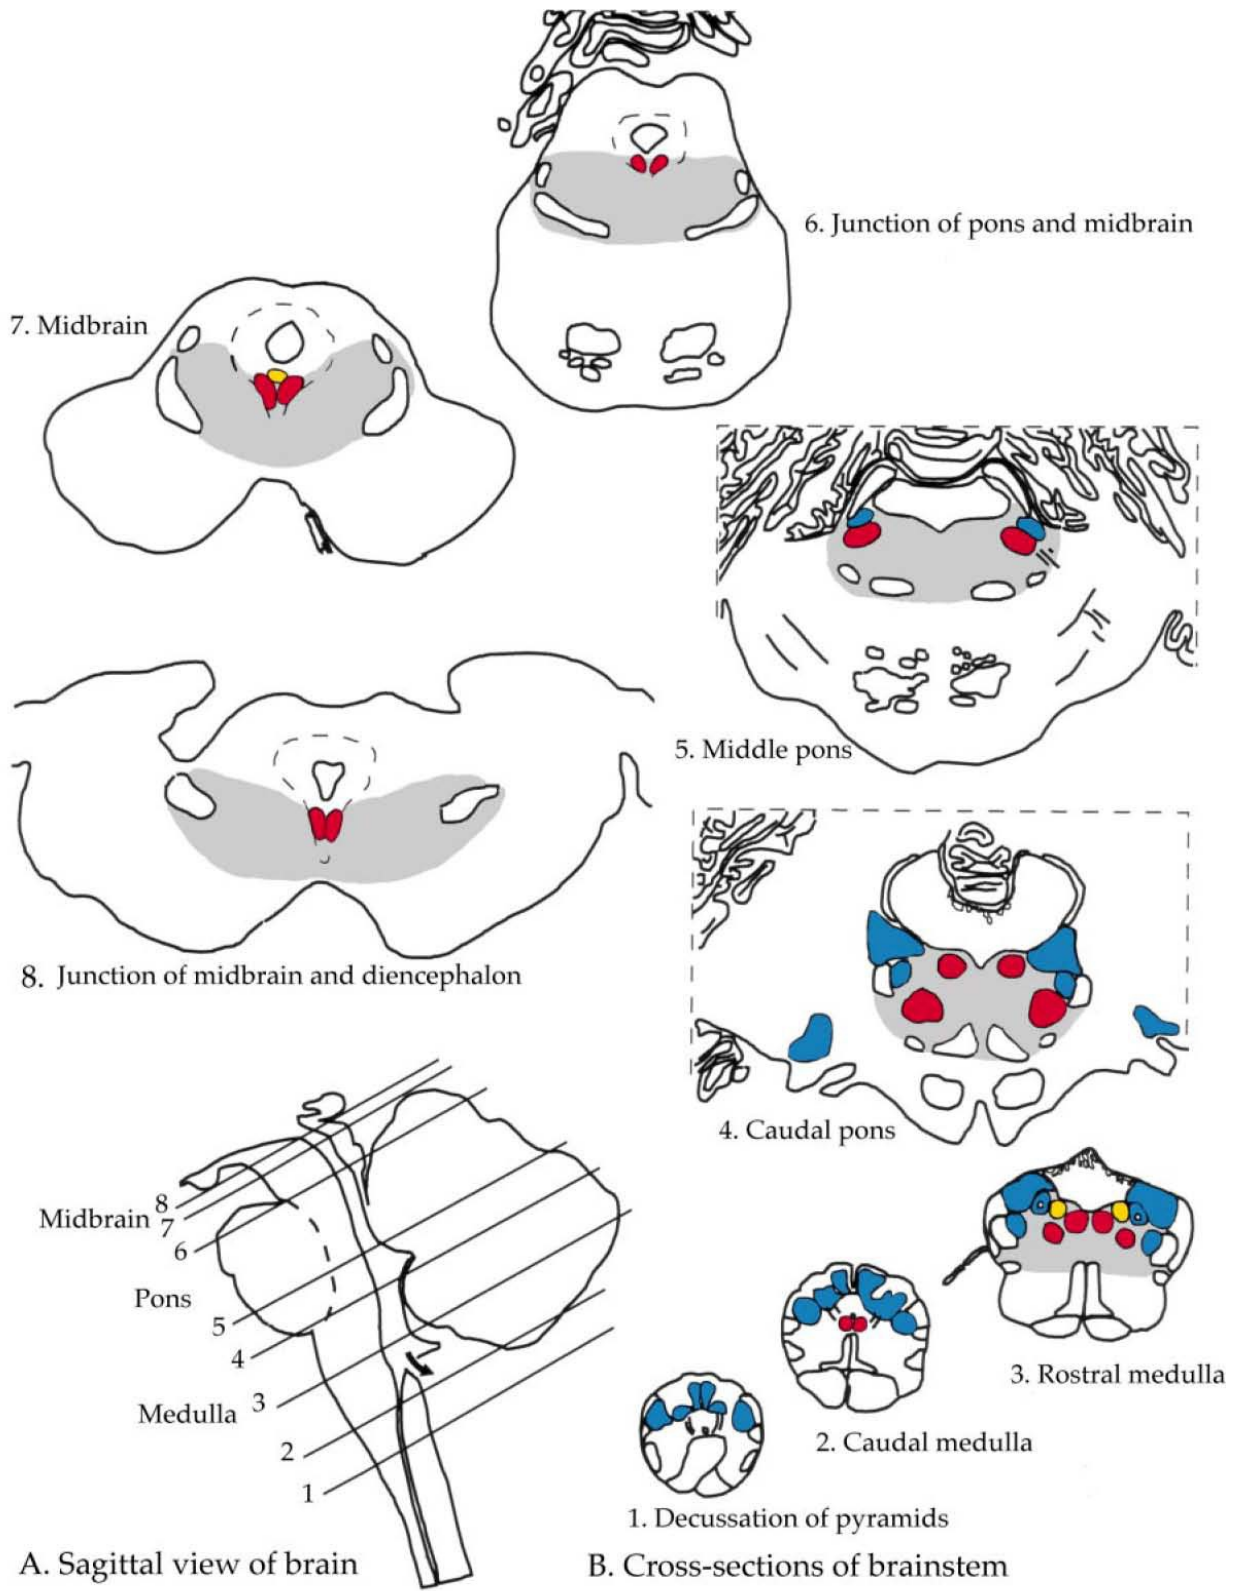 6. Junction of pons and midbrain
7. Midbrain
5. Middle pons
8. Junction of midbrain and diencephalon
4. Caudal pons
Midbrain
8
7
6
Pons
5
4
3
Medulla
2
1
3. Rostral medulla
2. Caudal medulla
1. Decussation of pyramids
A. Sagittal view of brain
B. Cross-sections of brainstem